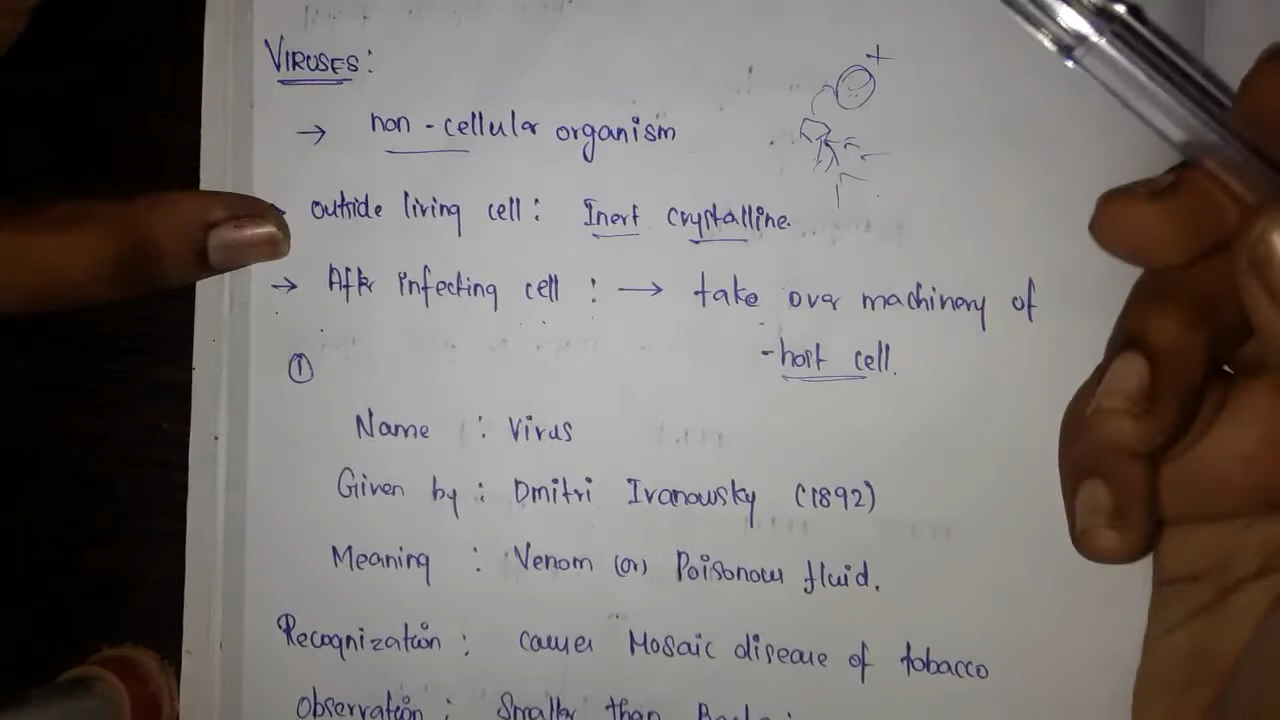 VIRUSES:
→ non-cellular organism
outside living cell: Inert crystalline.
→ After infecting cell : → take over machinery of
-host cell.
①
Name : Virus
Given by : Dmitri Ivanowsky (1892)
Meaning : Venom (or) Poisonous fluid.
Recognization : causes Mosaic disease of tobacco
Observation : Smaller than